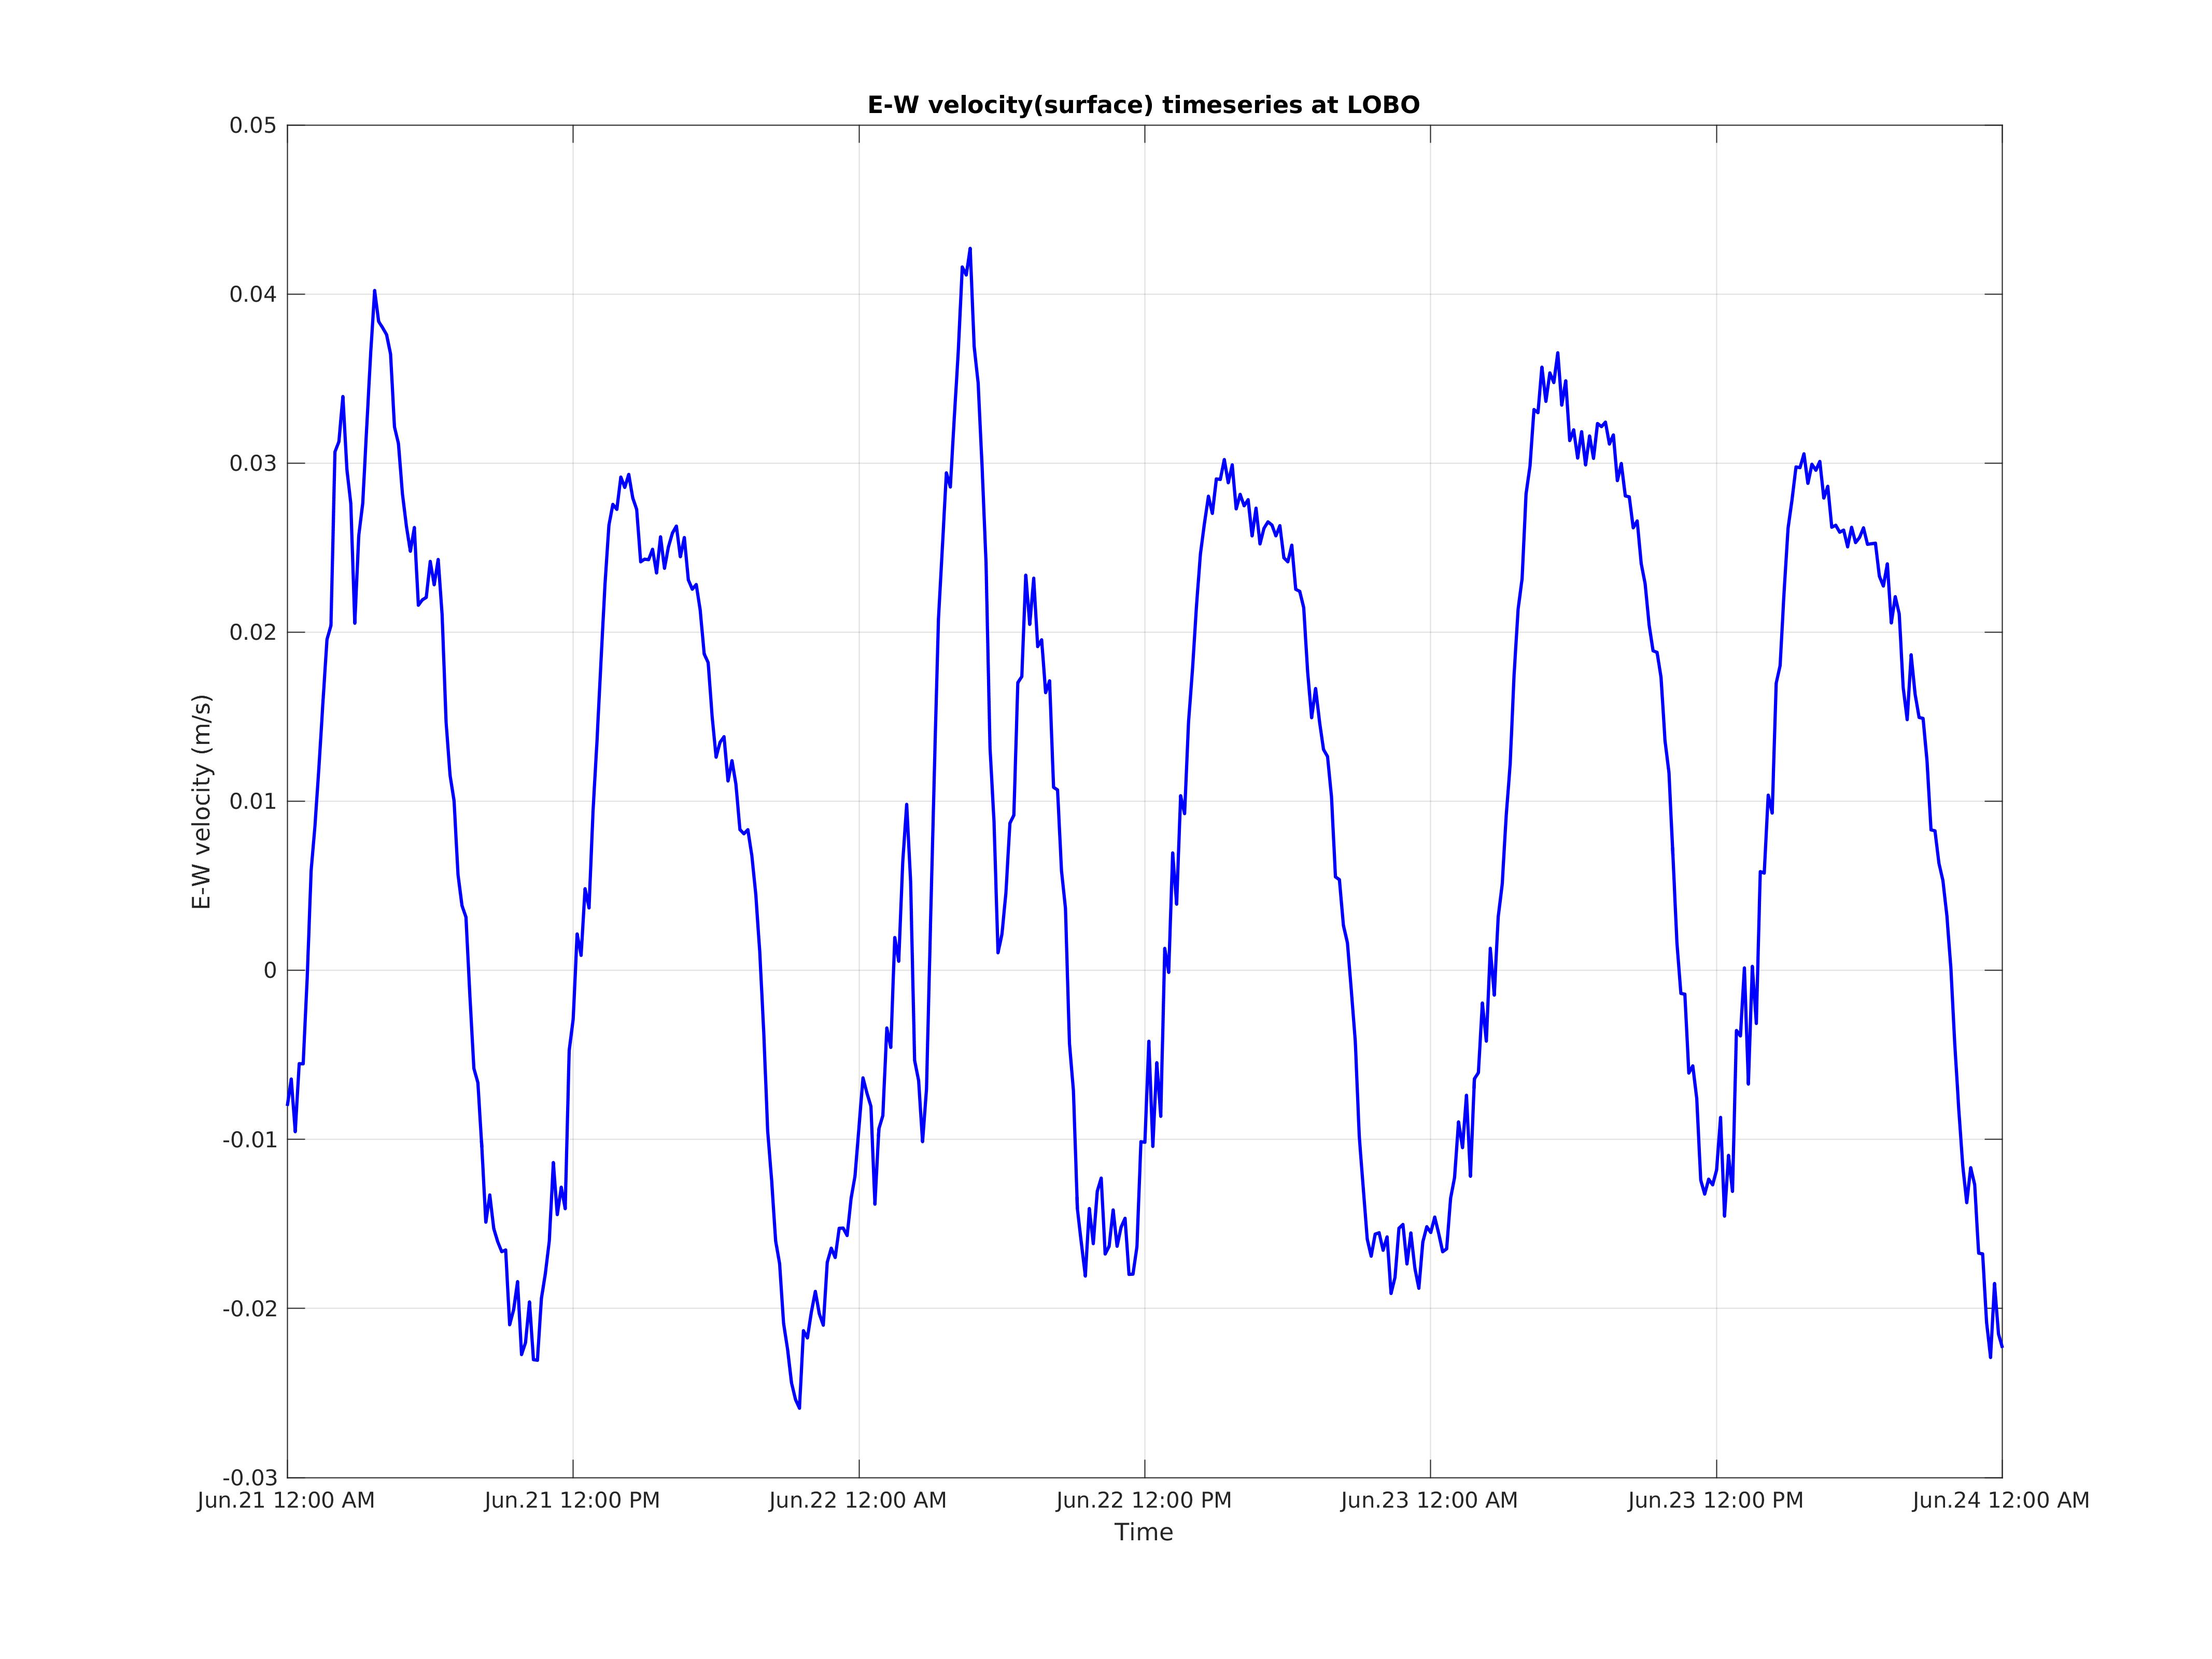 E-W velocity(surface) timeseries at LOBO
0.05
0.04
0.03
0.02
0.01
0
-0.01
-0.02
-0.03
E-W velocity (m/s)
Jun.21 12:00 AM
Jun.21 12:00 PM
Jun.22 12:00 AM
Jun.22 12:00 PM
Jun.23 12:00 AM
Jun.23 12:00 PM
Jun.24 12:00 AM
Time